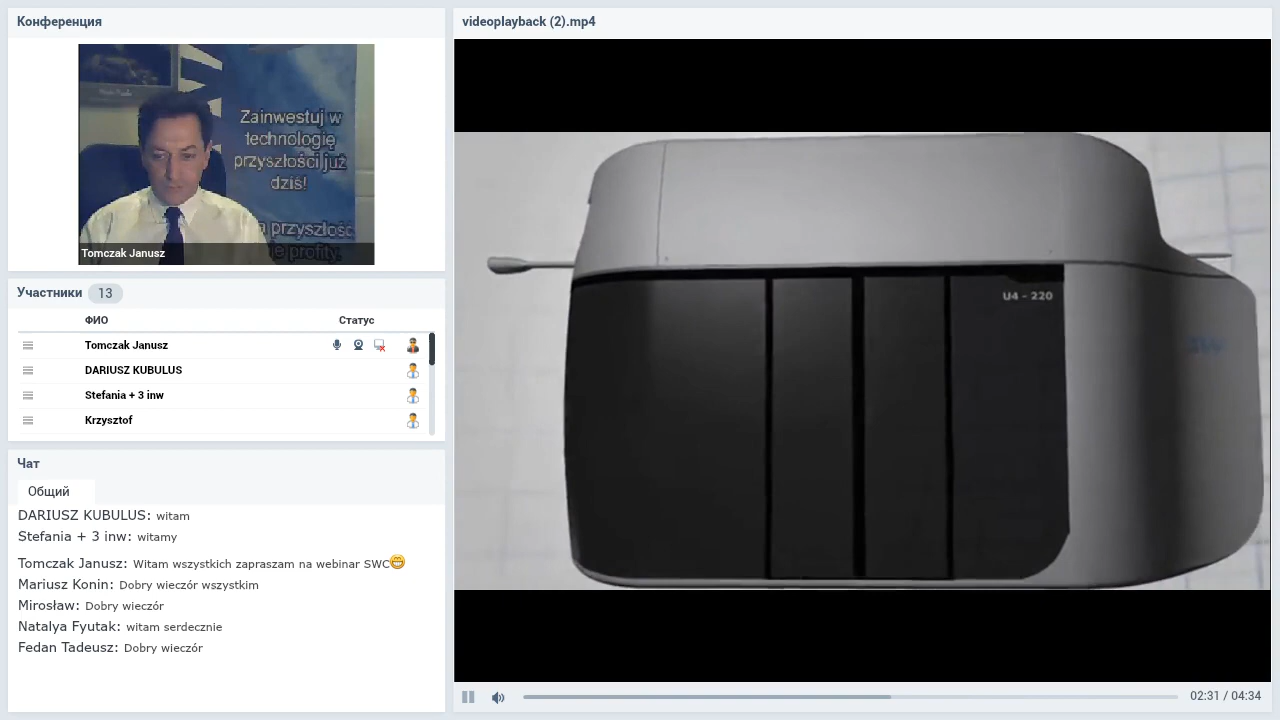 Конференция
Zainwestuj w
technologię
przyszłości już
dziś!
przyszłość
profity.
Tomczak Janusz
Участники 13
ФИО Статус
Tomczak Janusz
DARIUSZ KUBULUS
Stefania + 3 inw
Krzysztof
Чат
Общий
DARIUSZ KUBULUS: witam
Stefania + 3 inw: witamy
Tomczak Janusz: Witam wszystkich zapraszam na webinar SWC
Mariusz Konin: Dobry wieczór wszystkim
Mirosław: Dobry wieczór
Natalya Fyutak: witam serdecznie
Fedan Tadeusz: Dobry wieczór
videoplayback (2).mp4
U4 - 220
02:31 / 04:34